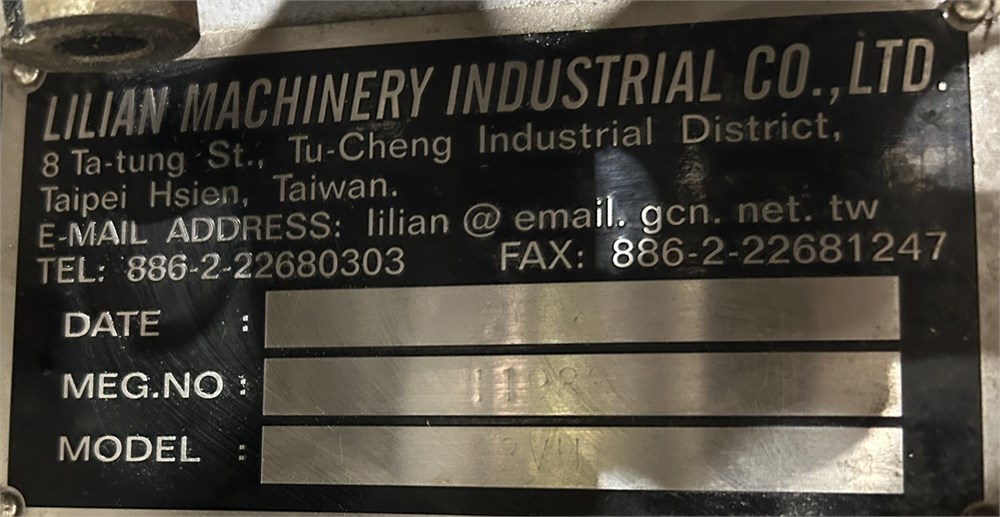 LILIAN MACHINERY INDUSTRIAL CO.,LTD.
8 Ta-tung St., Tu-Cheng Industrial District,
Taipei Hsien, Taiwan.
E-MAIL ADDRESS: lilian @ email. gcn. net. tw
TEL: 886-2-22680303 FAX: 886-2-22681247
DATE :
MEG.NO :
MODEL :